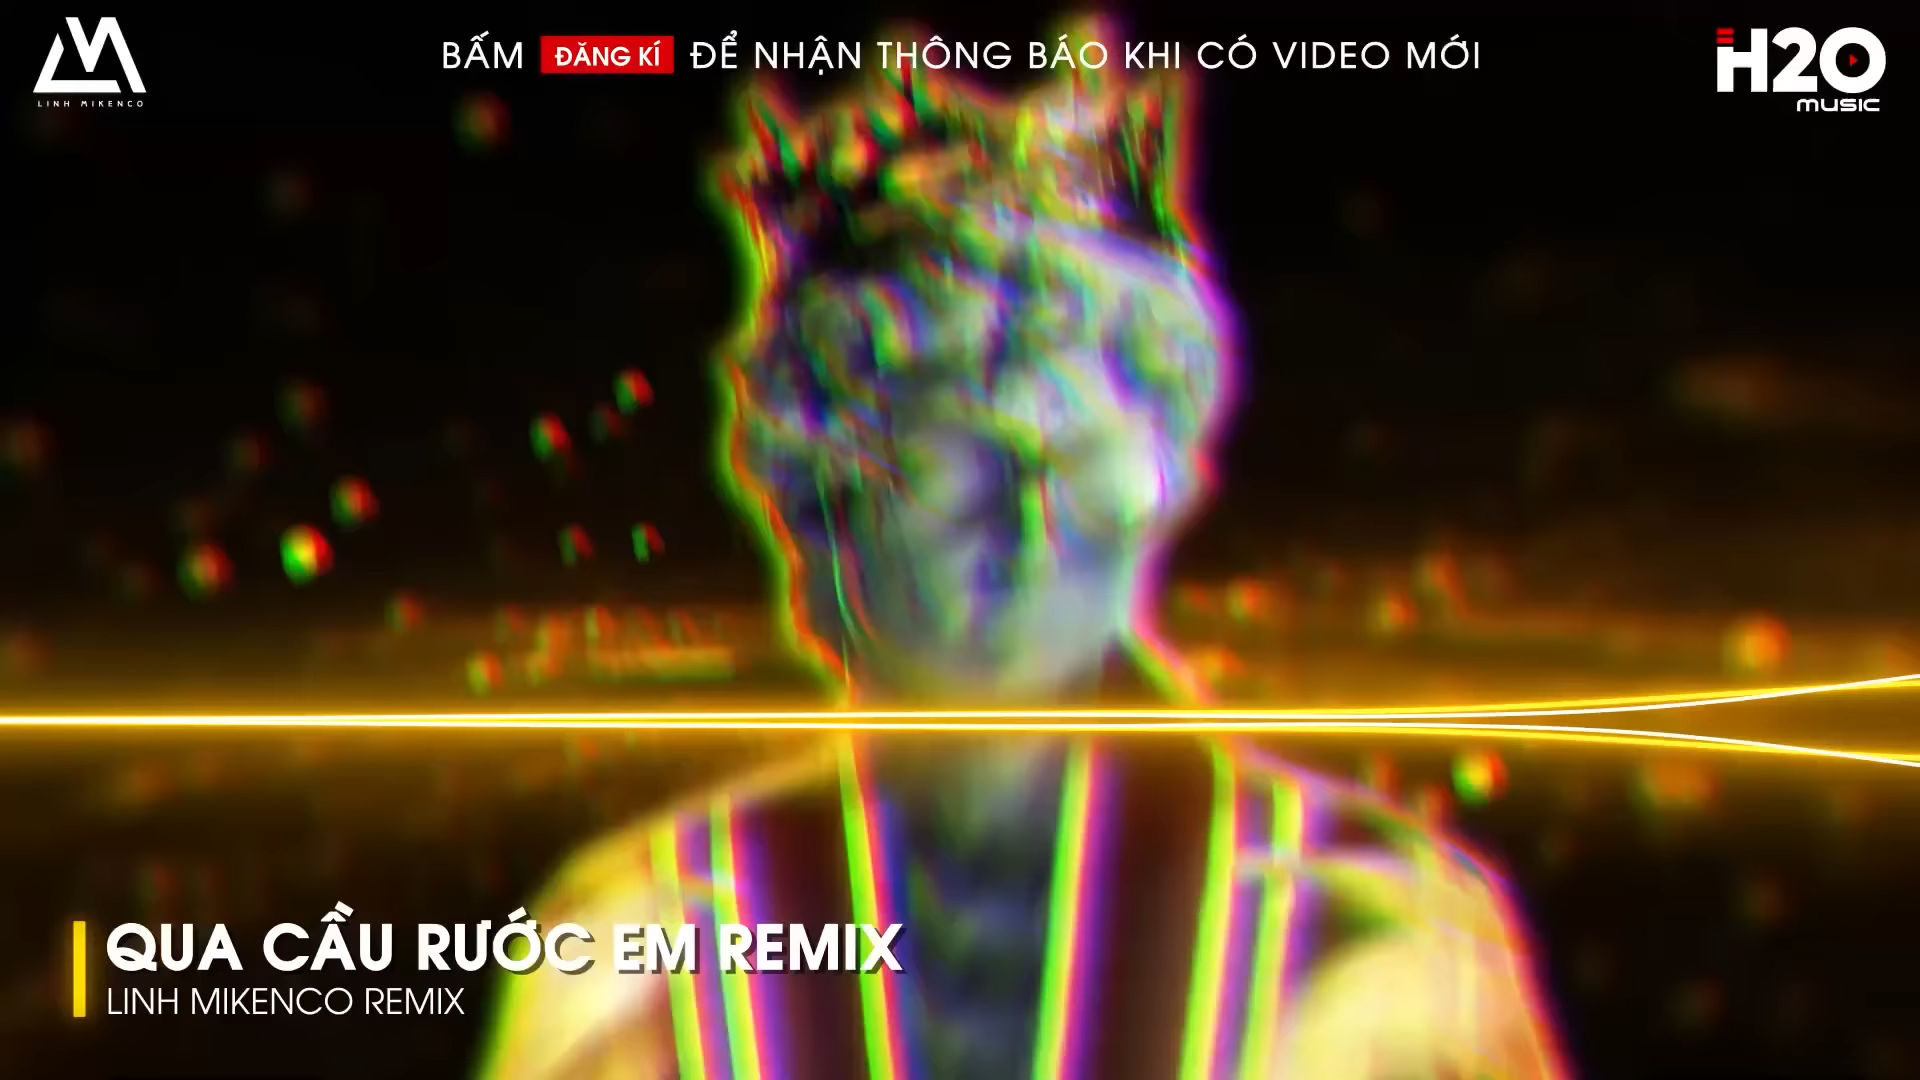 LINH MIKENCO
BẤM ĐĂNG KÍ ĐỂ NHẬN THÔNG BÁO KHI CÓ VIDEO MỚI
H2O
MUSIC
QUA CẦU RƯỚC EM REMIX
LINH MIKENCO REMIX